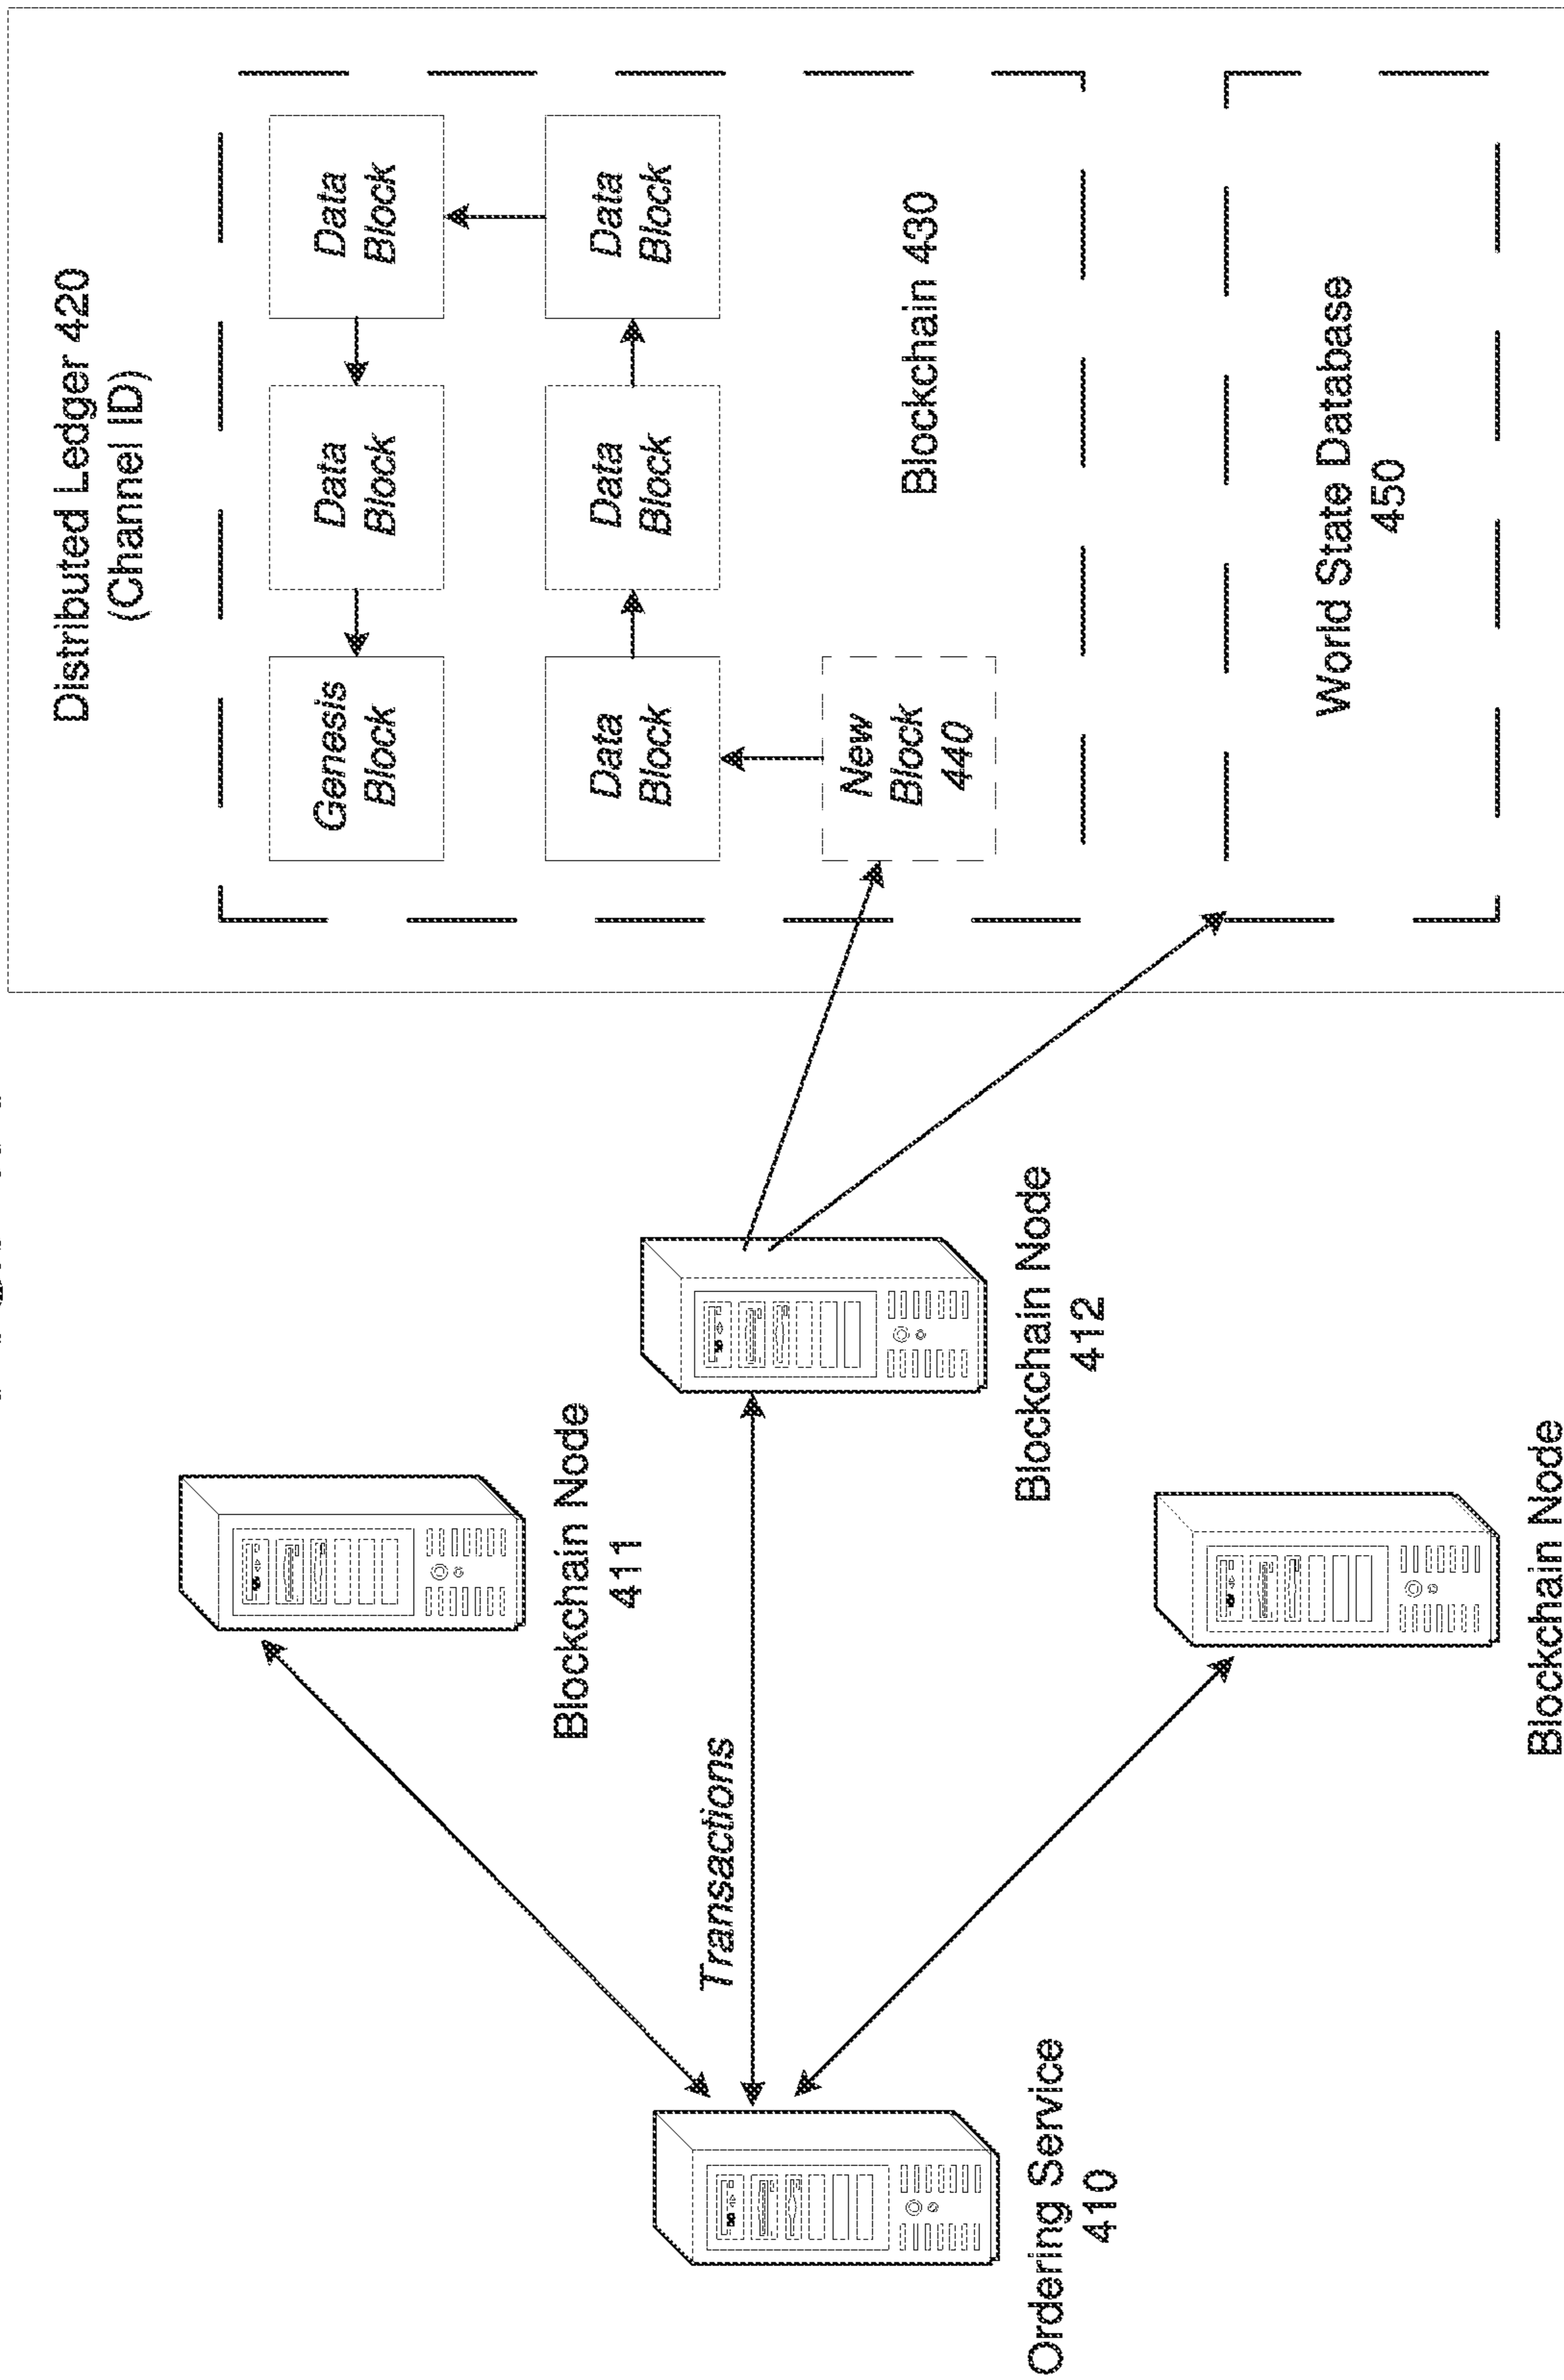 Distributed Ledger 420
(Channel ID)
Genesis
Block
Data
Block
Data
Block
Data
Block
Data
Block
Data
Block
New
Block
440
Blockchain 430
World State Database
450
Blockchain Node
411
Transactions
Blockchain Node
412
Ordering Service
410
Blockchain Node